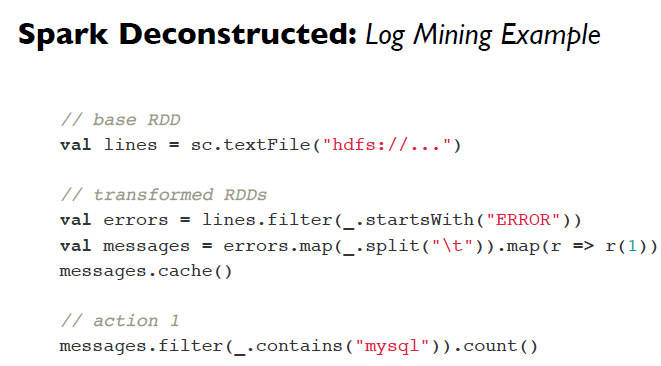 Spark Deconstructed: Log Mining Example
// base RDD
val lines = sc.textFile("hdfs://...")
// transformed RDDs
val errors = lines.filter(_.startsWith("ERROR"))
val messages = errors.map(_.split("\t")).map(r => r(1))
messages.cache()
// action 1
messages.filter(_.contains("mysql")).count()